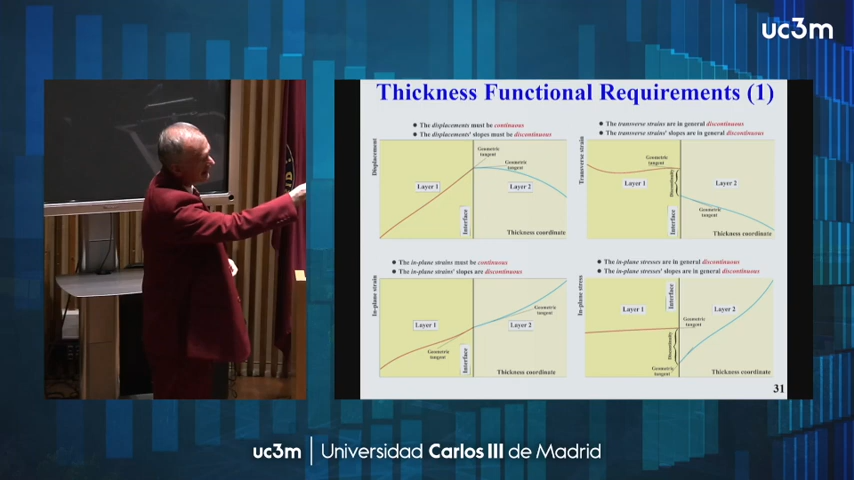 uc3m
Thickness Functional Requirements (1)
● The displacements must be continuous
● The displacements' slopes must be discontinuous
Displacement
Geometric
tangent
Geometric
tangent
Layer 1
Layer 2
Interface
Thickness coordinate
● The transverse strains are in general discontinuous
● The transverse strains' slopes are in general discontinuous
Transverse strain
Geometric
tangent
Layer 1
Discontinuity
Layer 2
Geometric
tangent
Interface
Thickness coordinate
● The in-plane strains must be continuous
● The in-plane strains' slopes are discontinuous
In-plane strain
Geometric
tangent
Layer 1
Layer 2
Geometric
tangent
Interface
Thickness coordinate
● The in-plane stresses are in general discontinuous
● The in-plane stresses' slopes are in general discontinuous
In-plane stress
Interface
Layer 1
Layer 2
Geometric
tangent
Discontinuity
Geometric
tangent
Thickness coordinate
31
uc3m | Universidad Carlos III de Madrid